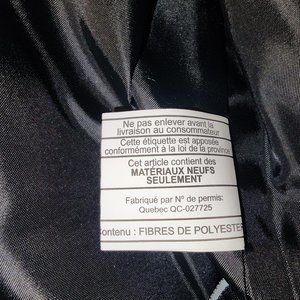 Ne pas enlever avant la
livraison au consommateur
Cette étiquette est apposée
conformément à la loi de la province
Cet article contient des
MATÉRIAUX NEUFS
SEULEMENT
Fabriqué par Nº de permis:
Quebec QC-027725
Contenu : FIBRES DE POLYESTER